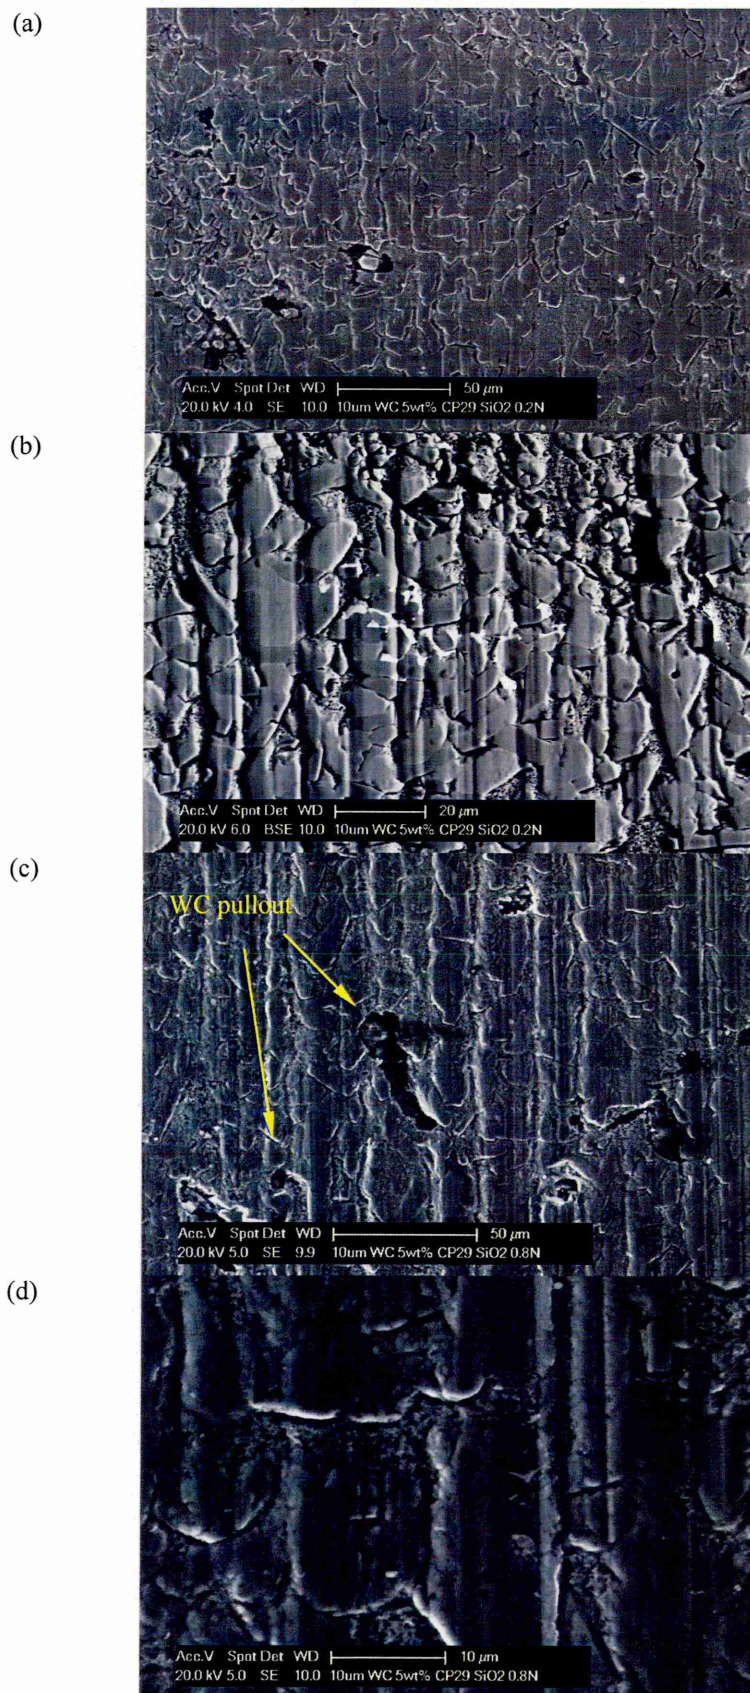 (a)
Acc.V Spot Det WD 50 µm
20.0 kV 4.0 SE 10.0 10um WC 5wt% CP29 SiO2 0.2N
(b)
Acc.V Spot Det WD 20 µm
20.0 kV 6.0 BSE 10.0 10um WC 5wt% CP29 SiO2 0.2N
(c)
WC pullout
Acc.V Spot Det WD 50 µm
20.0 kV 5.0 SE 9.9 10um WC 5wt% CP29 SiO2 0.8N
(d)
Acc.V Spot Det WD 10 µm
20.0 kV 5.0 SE 10.0 10um WC 5wt% CP29 SiO2 0.8N